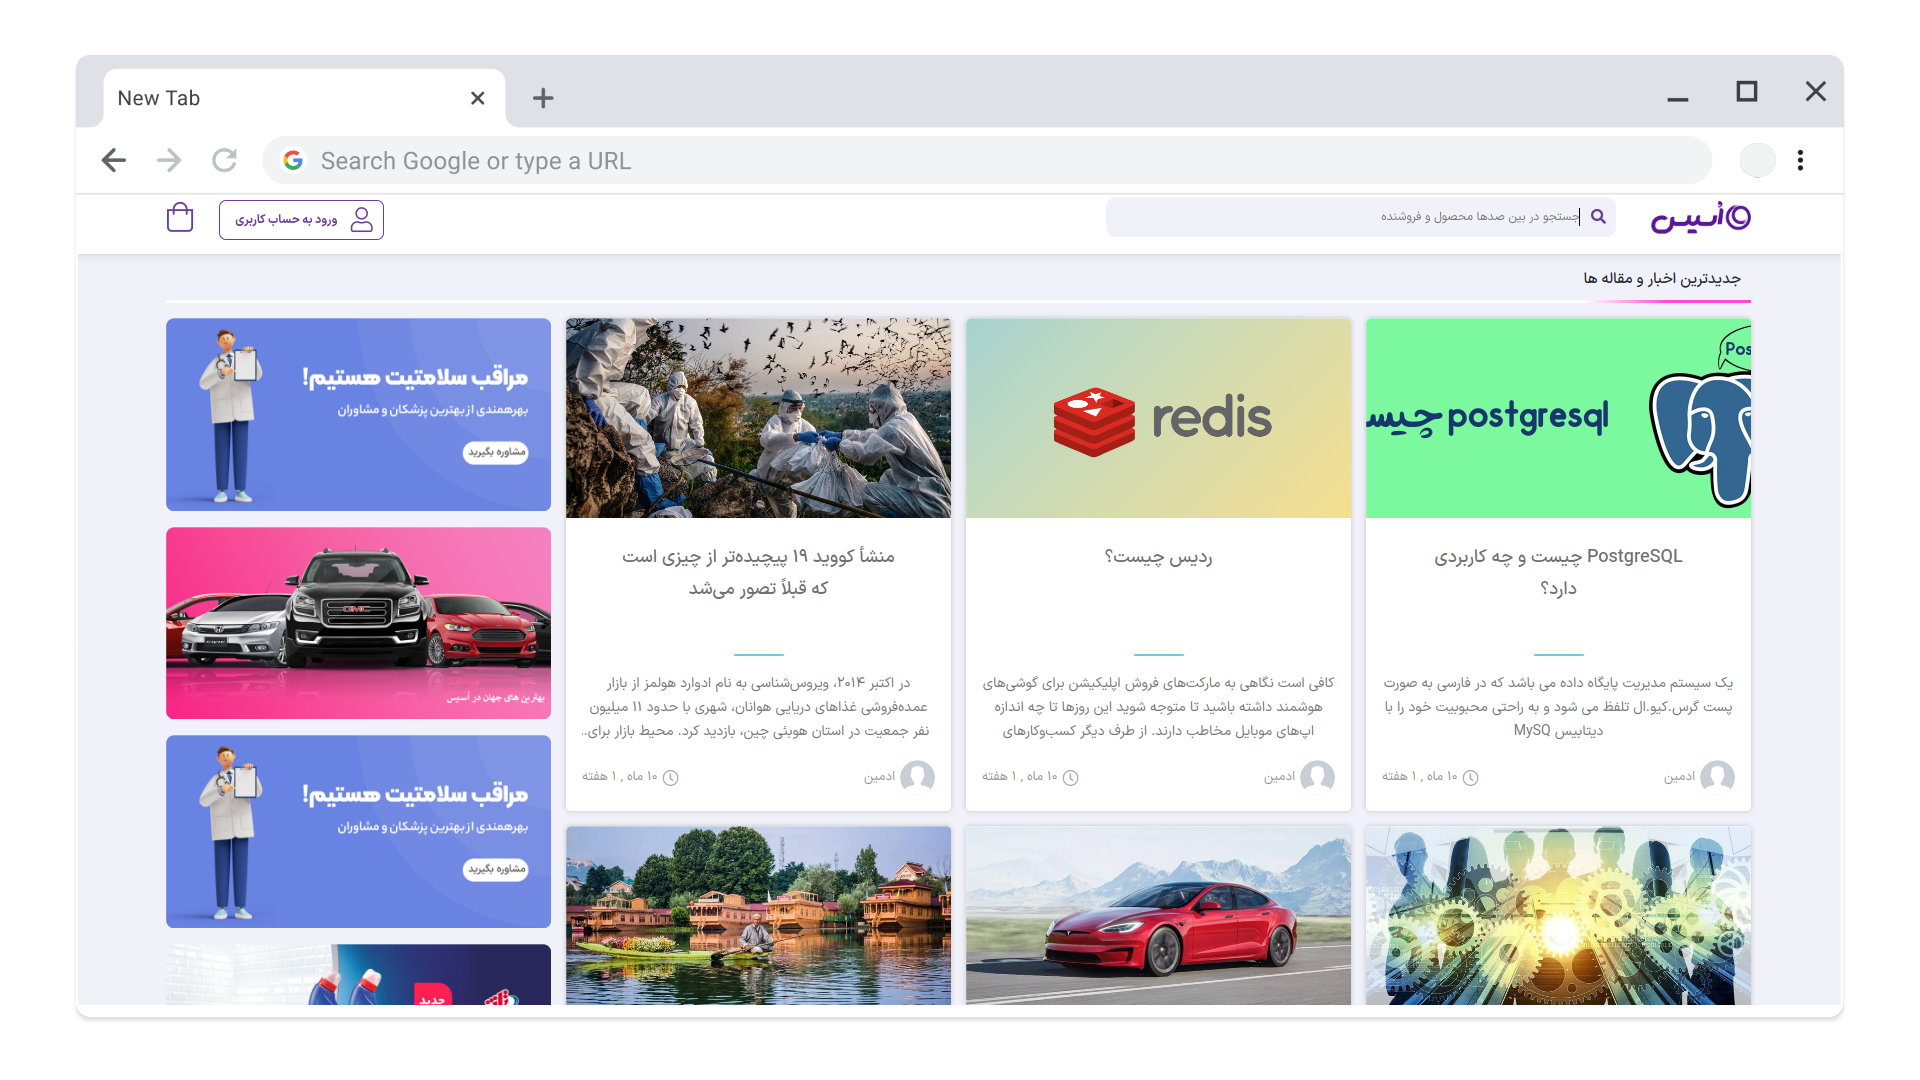 New Tab
Search Google or type a URL
اُسیس
جستجو در بین صدها محصول و فروشنده
ورود به حساب کاربری
جدیدترین اخبار و مقاله ها
Pos
postgresql چیس
PostgreSQL چیست و چه کاربردی
دارد؟
یک سیستم مدیریت پایگاه داده می باشد که در فارسی به صورت
پست گرس.کیو.ال تلفظ می شود و به راحتی محبوبیت خود را با
دیتابیس MySQ
ادمین
۱۰ ماه , ۱ هفته
redis
ردیس چیست؟
کافی است نگاهی به مارکت‌های فروش اپلیکیشن برای گوشی‌های
هوشمند داشته باشید تا متوجه شوید این روزها تا چه اندازه
اپ‌های موبایل مخاطب دارند. از طرف دیگر کسب‌وکارهای
ادمین
۱۰ ماه , ۱ هفته
منشأ کووید ۱۹ پیچیده‌تر از چیزی است
که قبلاً تصور می‌شد
در اکتبر ۲۰۱۴، ویروس‌شناسی به نام ادوارد هولمز از بازار
عمده‌فروشی غذاهای دریایی هوانان، شهری با حدود ۱۱ میلیون
نفر جمعیت در استان هوبئی چین، بازدید کرد. محیط بازار برای..
ادمین
۱۰ ماه , ۱ هفته
مراقب سلامتیت هستیم!
بهرهمندی از بهترین پزشکان و مشاوران
مشاوره بگیرید
GMC
بهترین های جهان در اُسیس
مراقب سلامتیت هستیم!
بهرهمندی از بهترین پزشکان و مشاوران
مشاوره بگیرید
جدید